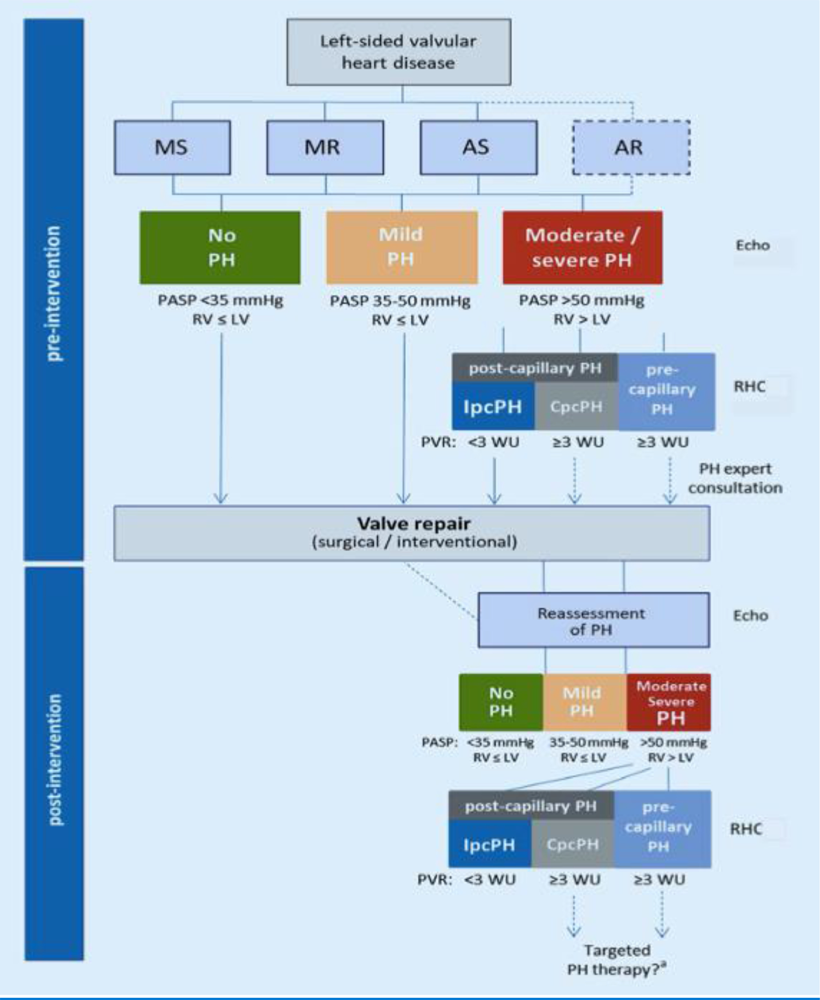 Left-sided valvular
heart disease
MS
MR
AS
AR
pre-intervention
No
PH
Mild
PH
Moderate /
severe PH
Echo
PASP <35 mmHg
RV ≤ LV
PASP 35-50 mmHg
RV ≤ LV
PASP >50 mmHg
RV > LV
post-capillary PH
IpcPH
CpcPH
pre-
capillary
PH
RHC
PVR: <3 WU ≥3 WU ≥3 WU
PH expert
consultation
Valve repair
(surgical / interventional)
post-intervention
Reassessment
of PH
Echo
No
PH
Mild
PH
Moderate
Severe
PH
PASP: <35 mmHg 35-50 mmHg >50 mmHg
RV ≤ LV RV ≤ LV RV > LV
post-capillary PH
IpcPH
CpcPH
pre-
capillary
PH
RHC
PVR: <3 WU ≥3 WU ≥3 WU
Targeted
PH therapy?ᵃ